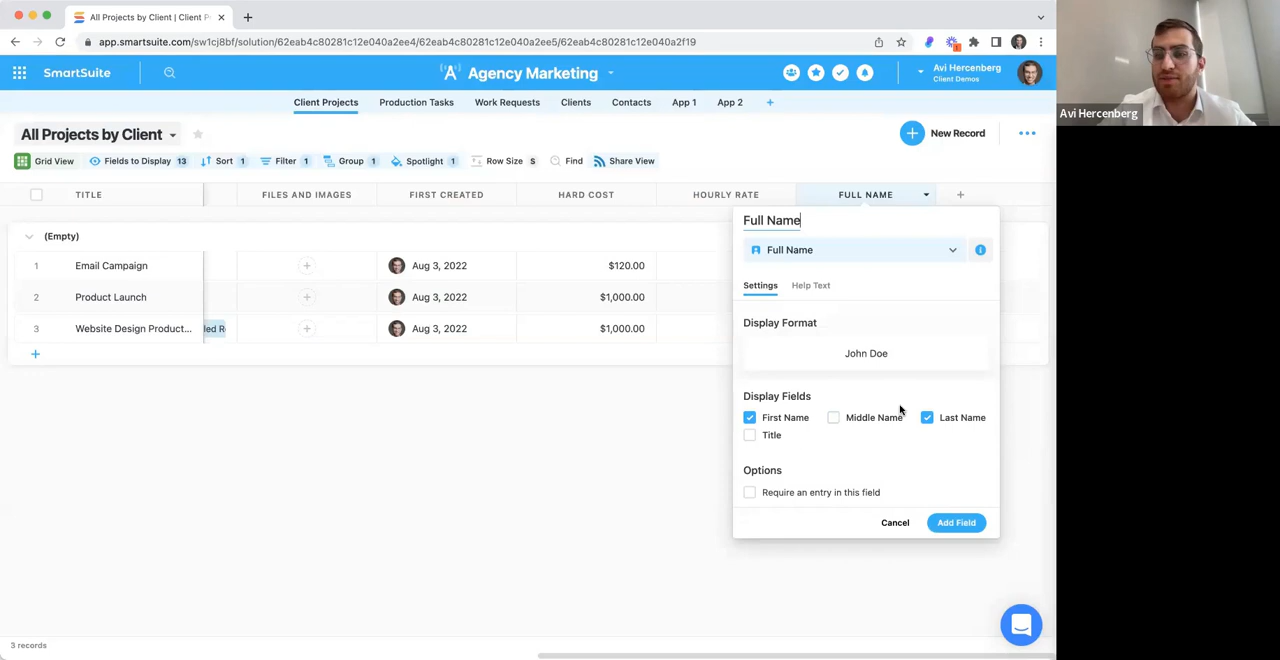 All Projects by Client | Client P
app.smartsuite.com/sw1cj8bf/solution/62eab4c80281c12e040a2ee4/62eab4c80281c12e040a2ee5/62eab4c80281c12e040a2f19
SmartSuite
Agency Marketing
Avi Hercenberg
Client Demos
Client Projects Production Tasks Work Requests Clients Contacts App 1 App 2
All Projects by Client
New Record
Grid View Fields to Display 13 Sort 1 Filter 1 Group 1 Spotlight 1 Row Size S Find Share View
TITLE FILES AND IMAGES FIRST CREATED HARD COST HOURLY RATE FULL NAME
(Empty)
1 Email Campaign Aug 3, 2022 $120.00
2 Product Launch Aug 3, 2022 $1,000.00
3 Website Design Product... led R Aug 3, 2022 $1,000.00
Full Name
Full Name
Settings Help Text
Display Format
John Doe
Display Fields
First Name Middle Name Last Name
Title
Options
Require an entry in this field
Cancel Add Field
3 records
Avi Hercenberg